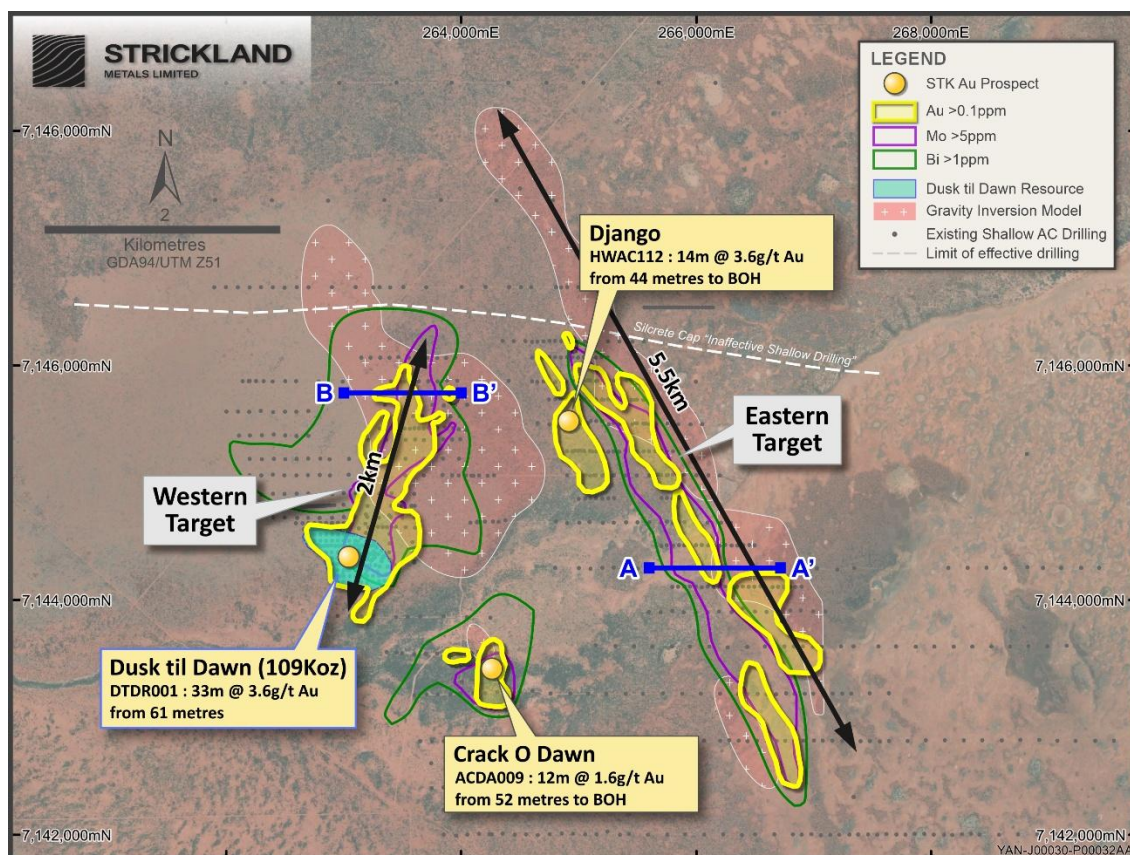 STRICKLAND
METALS LIMITED
264,000mE
266,000mE
268,000mE
7,146,000mN
7,146,000mN
N
2
Kilometres
GDA94/UTM Z51
LEGEND
STK Au Prospect
Au >0.1ppm
Mo >5ppm
Bi >1ppm
Dusk til Dawn Resource
Gravity Inversion Model
Existing Shallow AC Drilling
Limit of effective drilling
Django
HWAC112 : 14m @ 3.6g/t Au
from 44 metres to BOH
Silcrete Cap "Inaffective Shallow Drilling"
7,146,000mN
7,146,000mN
B
B'
5.5km
Eastern
Target
2km
Western
Target
A
A'
7,144,000mN
7,144,000mN
Dusk til Dawn (109Koz)
DTDR001 : 33m @ 3.6g/t Au
from 61 metres
Crack O Dawn
ACDA009 : 12m @ 1.6g/t Au
from 52 metres to BOH
7,142,000mN
7,142,000mN
YAN-J00030-P00032AA